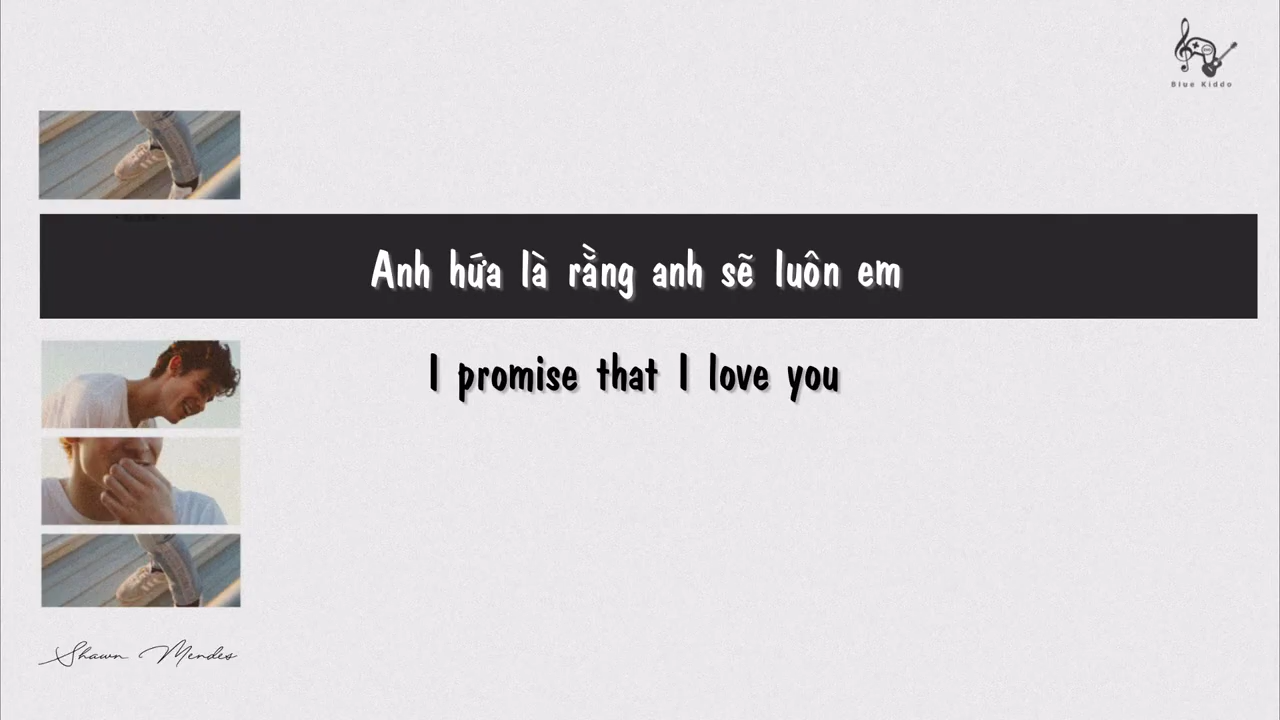 Blue Kiddo
Anh hứa là rằng anh sẽ luôn em
I promise that I love you
Shawn Mendes